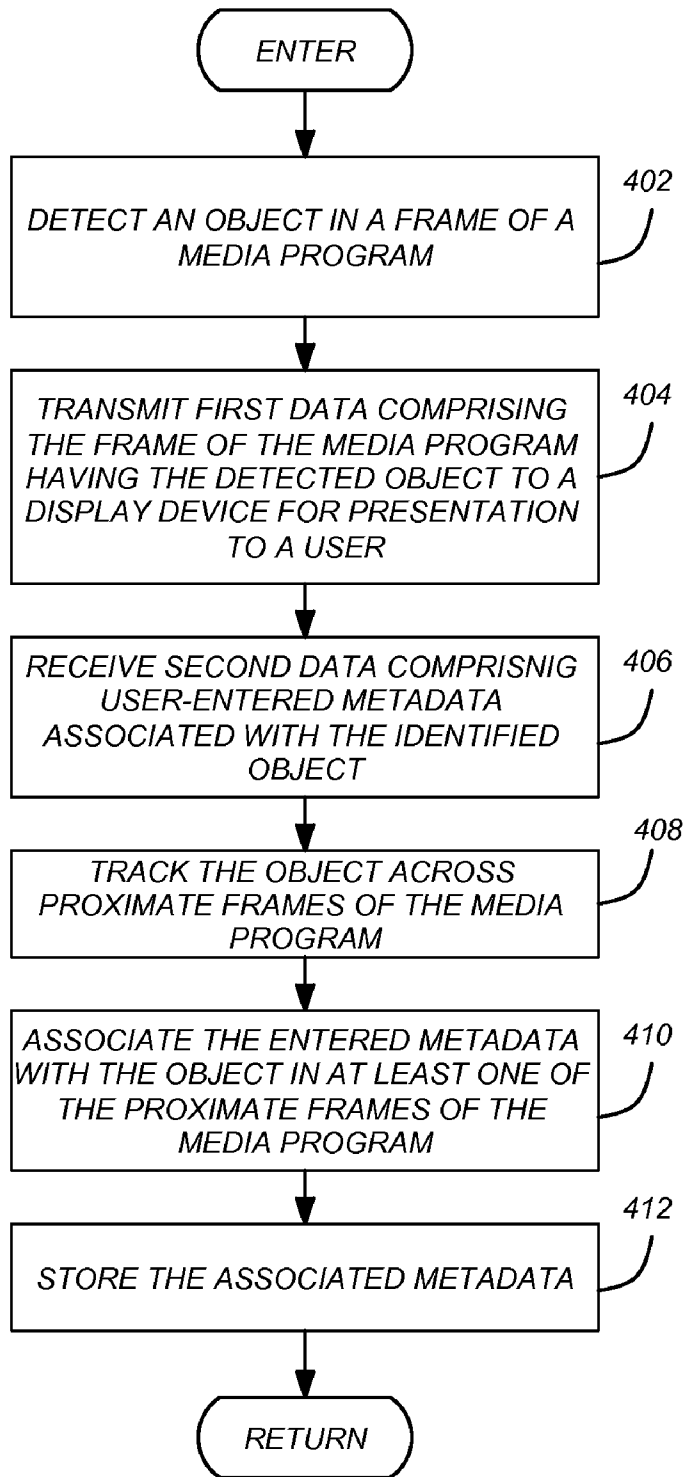 ENTER
402
DETECT AN OBJECT IN A FRAME OF A
MEDIA PROGRAM
404
TRANSMIT FIRST DATA COMPRISING
THE FRAME OF THE MEDIA PROGRAM
HAVING THE DETECTED OBJECT TO A
DISPLAY DEVICE FOR PRESENTATION
TO A USER
406
RECEIVE SECOND DATA COMPRISNIG
USER-ENTERED METADATA
ASSOCIATED WITH THE IDENTIFIED
OBJECT
408
TRACK THE OBJECT ACROSS
PROXIMATE FRAMES OF THE MEDIA
PROGRAM
410
ASSOCIATE THE ENTERED METADATA
WITH THE OBJECT IN AT LEAST ONE OF
THE PROXIMATE FRAMES OF THE
MEDIA PROGRAM
412
STORE THE ASSOCIATED METADATA
RETURN